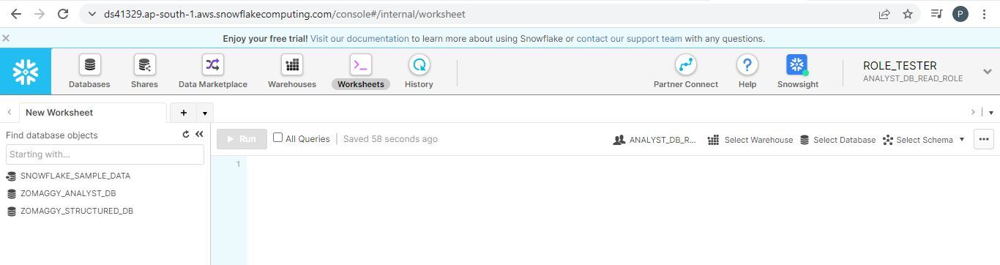 ds41329.ap-south-1.aws.snowflakecomputing.com/console#/internal/worksheet
P
Enjoy your free trial! Visit our documentation to learn more about using Snowflake or contact our support team with any questions.
Databases
Shares
Data Marketplace
Warehouses
Worksheets
History
Partner Connect
Help
Snowsight
ROLE_TESTER
ANALYST_DB_READ_ROLE
New Worksheet
Find database objects
Starting with...
SNOWFLAKE_SAMPLE_DATA
ZOMAGGY_ANALYST_DB
ZOMAGGY_STRUCTURED_DB
Run
All Queries
Saved 58 seconds ago
ANALYST_DB_R...
Select Warehouse
Select Database
Select Schema
1